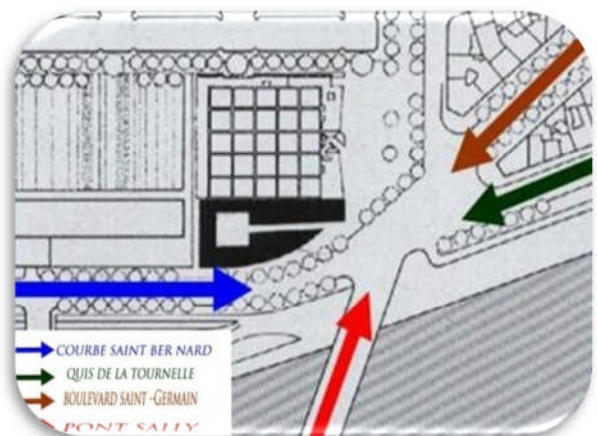 COURBE SAINT BER NARD
QUIS DE LA TOURNELLE
BOULEVARD SAINT -GERMAIN
PONT SALLY